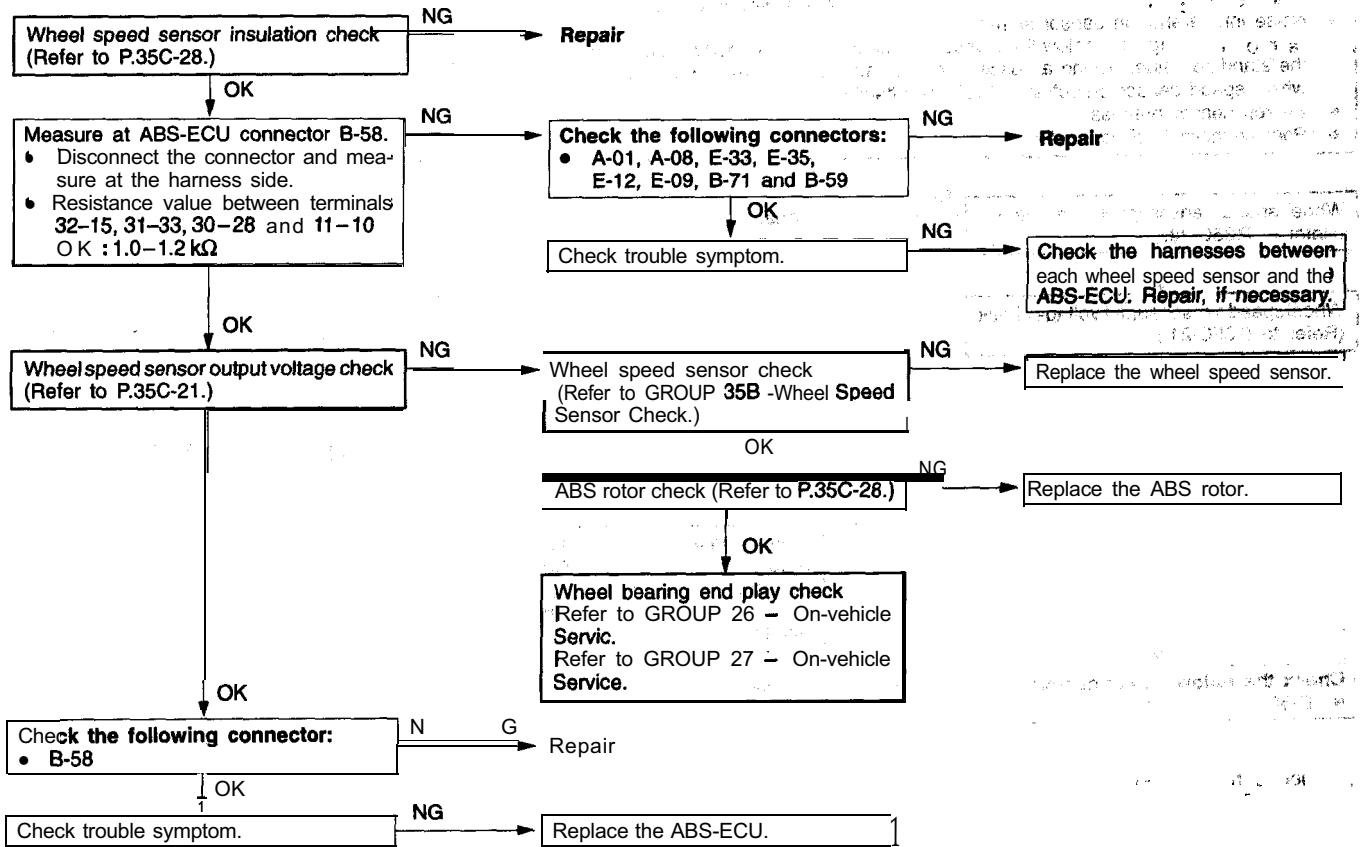 Wheel speed sensor insulation check
(Refer to P.35C-28.)
NG
Repair
OK
Measure at ABS-ECU connector B-58.
• Disconnect the connector and mea-
sure at the harness side.
• Resistance value between terminals
32–15, 31–33, 30–28 and 11–10
OK : 1.0–1.2 kΩ
NG
Check the following connectors:
• A-01, A-08, E-33, E-35,
E-12, E-09, B-71 and B-59
NG
Repair
OK
Check trouble symptom.
NG
Check the harnesses between
each wheel speed sensor and the
ABS-ECU. Repair, if necessary.
OK
Wheel speed sensor output voltage check
(Refer to P.35C-21.)
NG
Wheel speed sensor check
(Refer to GROUP 35B -Wheel Speed
Sensor Check.)
NG
Replace the wheel speed sensor.
OK
ABS rotor check (Refer to P.35C-28.)
NG
Replace the ABS rotor.
OK
Wheel bearing end play check
Refer to GROUP 26 – On-vehicle
Servic.
Refer to GROUP 27 – On-vehicle
Service.
OK
Check the following connector:
• B-58
N G
Repair
OK
Check trouble symptom.
NG
Replace the ABS-ECU.